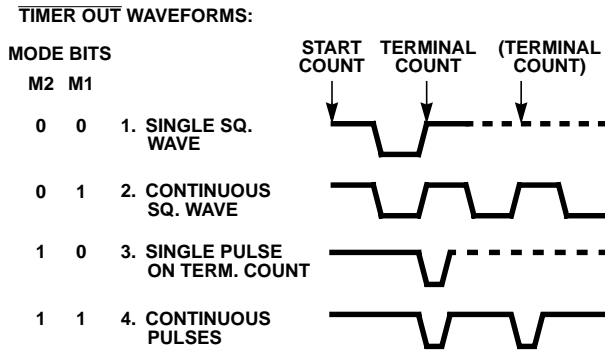 TIMER OUT WAVEFORMS:
MODE BITS
M2 M1
START COUNT
TERMINAL COUNT
(TERMINAL COUNT)
0 0 1. SINGLE SQ.
WAVE
0 1 2. CONTINUOUS
SQ. WAVE
1 0 3. SINGLE PULSE
ON TERM. COUNT
1 1 4. CONTINUOUS
PULSES